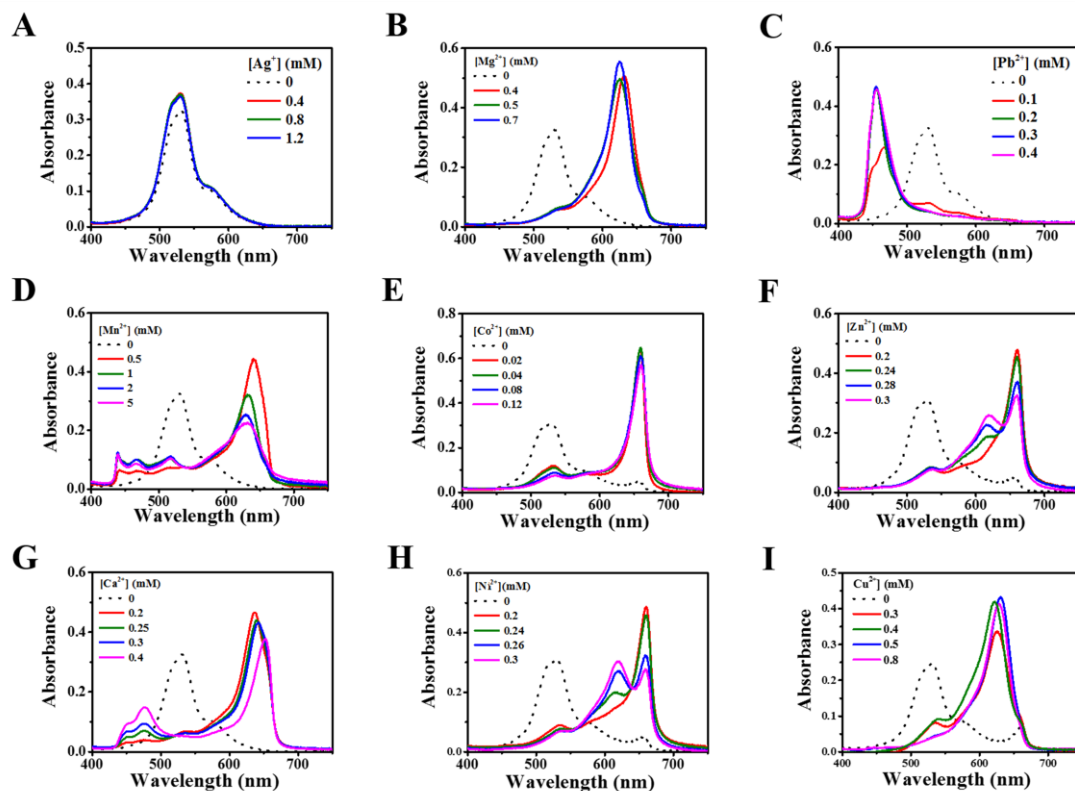 A
[Ag⁺] (mM)
0
0.4
0.8
1.2
Absorbance
0.5
0.4
0.3
0.2
0.1
0.0
400 500 600 700
Wavelength (nm)
B
[Mg²⁺] (mM)
0
0.4
0.5
0.7
Absorbance
0.6
0.4
0.2
0.0
400 500 600 700
Wavelength (nm)
C
[Pb²⁺] (mM)
0
0.1
0.2
0.3
0.4
Absorbance
0.6
0.4
0.2
0.0
400 500 600 700
Wavelength (nm)
D
[Mn²⁺] (mM)
0
0.5
1
2
5
Absorbance
0.6
0.4
0.2
0.0
400 500 600 700
Wavelength (nm)
E
[Co²⁺] (mM)
0
0.02
0.04
0.08
0.12
Absorbance
0.8
0.6
0.4
0.2
0.0
400 500 600 700
Wavelength (nm)
F
[Zn²⁺] (mM)
0
0.2
0.24
0.28
0.3
Absorbance
0.6
0.4
0.2
0.0
400 500 600 700
Wavelength (nm)
G
[Ca²⁺] (mM)
0
0.2
0.25
0.3
0.4
Absorbance
0.6
0.4
0.2
0.0
400 500 600 700
Wavelength (nm)
H
[Ni²⁺](mM)
0
0.2
0.24
0.26
0.3
Absorbance
0.6
0.4
0.2
0.0
400 500 600 700
Wavelength (nm)
I
Cu²⁺] (mM)
0
0.3
0.4
0.5
0.8
Absorbance
0.5
0.4
0.3
0.2
0.1
0.0
400 500 600 700
Wavelength (nm)